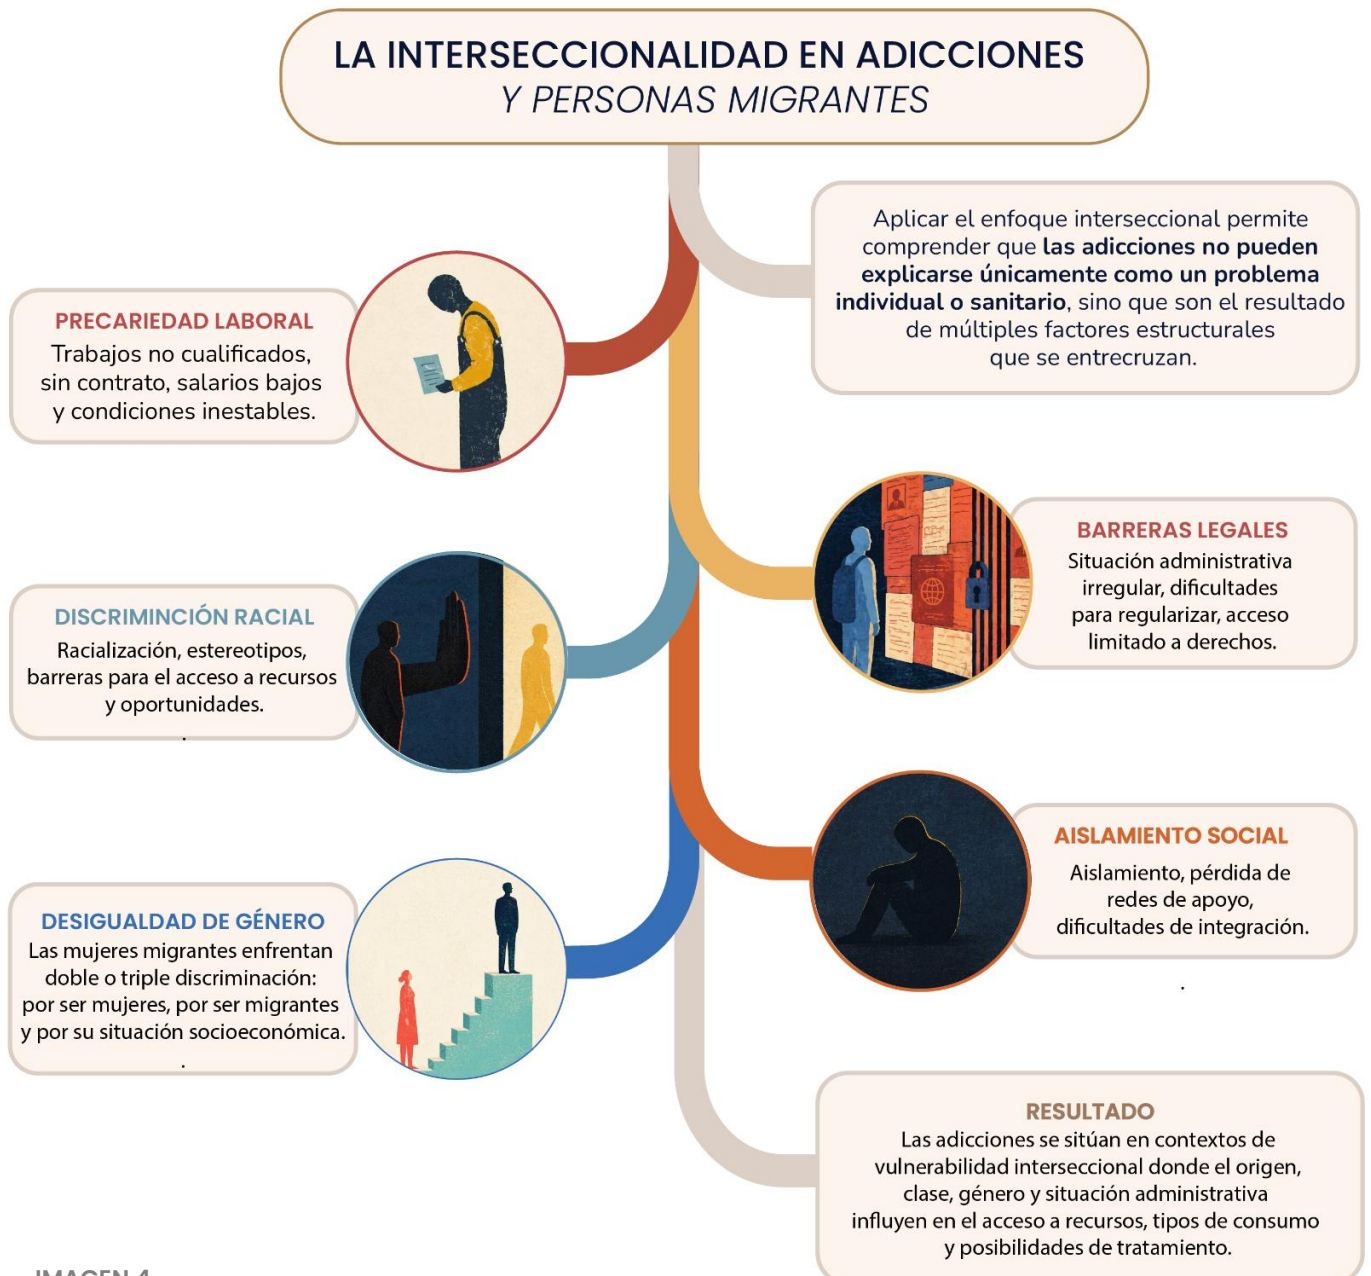 LA INTERSECCIONALIDAD EN ADICCIONES
Y PERSONAS MIGRANTES
Aplicar el enfoque interseccional permite
comprender que las adicciones no pueden
explicarse únicamente como un problema
individual o sanitario, sino que son el resultado
de múltiples factores estructurales
que se entrecruzan.
PRECARIEDAD LABORAL
Trabajos no cualificados,
sin contrato, salarios bajos
y condiciones inestables.
BARRERAS LEGALES
Situación administrativa
irregular, dificultades
para regularizar, acceso
limitado a derechos.
DISCRIMINCIÓN RACIAL
Racialización, estereotipos,
barreras para el acceso a recursos
y oportunidades.
.
AISLAMIENTO SOCIAL
Aislamiento, pérdida de
redes de apoyo,
dificultades de integración.
.
DESIGUALDAD DE GÉNERO
Las mujeres migrantes enfrentan
doble o triple discriminación:
por ser mujeres, por ser migrantes
y por su situación socioeconómica.
.
RESULTADO
Las adicciones se sitúan en contextos de
vulnerabilidad interseccional donde el origen,
clase, género y situación administrativa
influyen en el acceso a recursos, tipos de consumo
y posibilidades de tratamiento.
IMAGEN 4